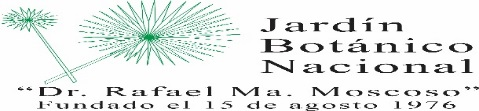 Jardín
Botánico
Nacional
"Dr. Rafael Ma. Moscoso"
Fundado el 15 de agosto 1976